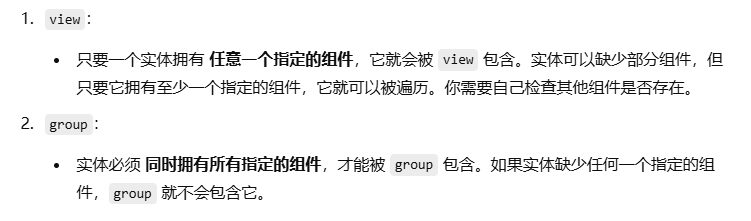 1. view：
• 只要一个实体拥有 任意一个指定的组件，它就会被 view 包含。实体可以缺少部分组件，但
只要它拥有至少一个指定的组件，它就可以被遍历。你需要自己检查其他组件是否存在。
2. group：
• 实体必须 同时拥有所有指定的组件，才能被 group 包含。如果实体缺少任何一个指定的组
件，group 就不会包含它。